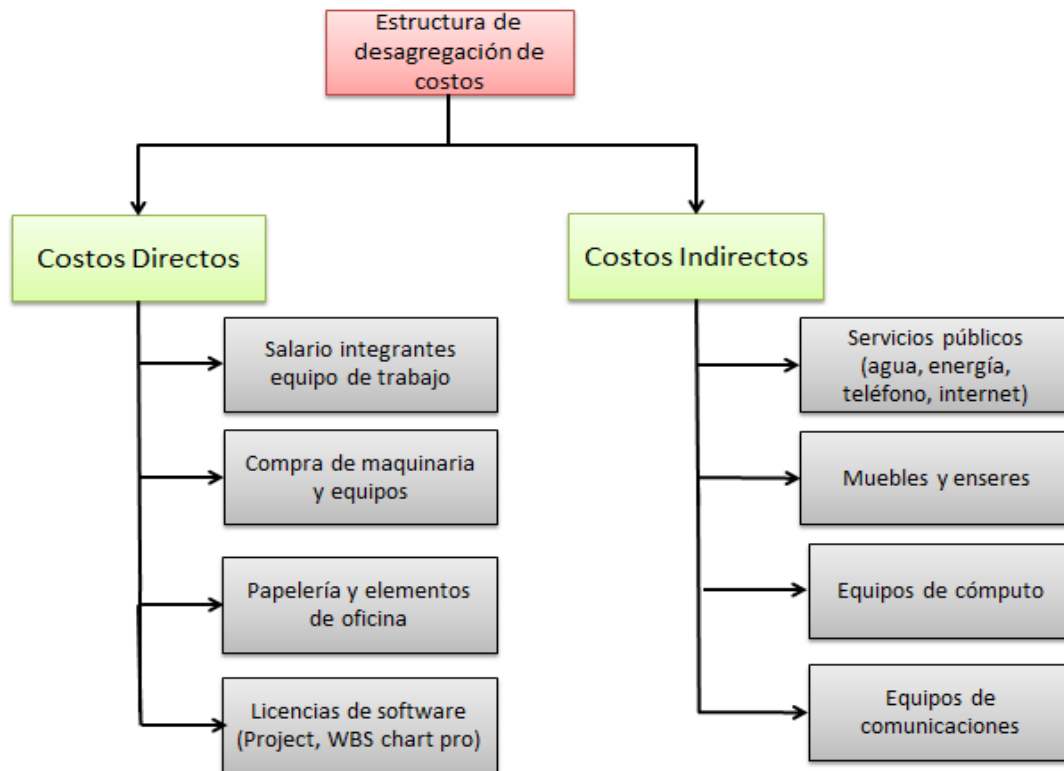 Estructura de
desagregación de
costos
Costos Directos
Costos Indirectos
Salario integrantes
equipo de trabajo
Compra de maquinaria
y equipos
Papelería y elementos
de oficina
Licencias de software
(Project, WBS chart pro)
Servicios públicos
(agua, energía,
teléfono, internet)
Muebles y enseres
Equipos de cómputo
Equipos de
comunicaciones